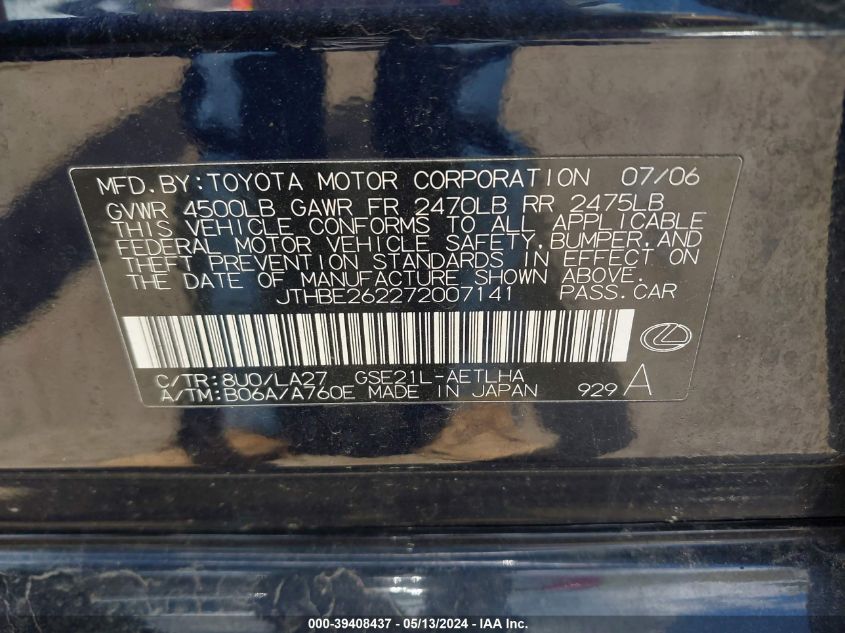 MFD. BY: TOYOTA MOTOR CORPORATION 07/06
GVWR 4500LB GAWR FR 2470LB RR 2475LB
THIS VEHICLE CONFORMS TO ALL APPLICABLE
FEDERAL MOTOR VEHICLE SAFETY, BUMPER, AND
THEFT PREVENTION STANDARDS IN EFFECT ON
THE DATE OF MANUFACTURE SHOWN ABOVE.
JTHBE262272007141 PASS. CAR
C/TR: 8U0/LA27 GSE21L-AETLHA
A/TM: B06A/A760E MADE IN JAPAN 929 A
000-39408437 - 05/13/2024 - IAA Inc.